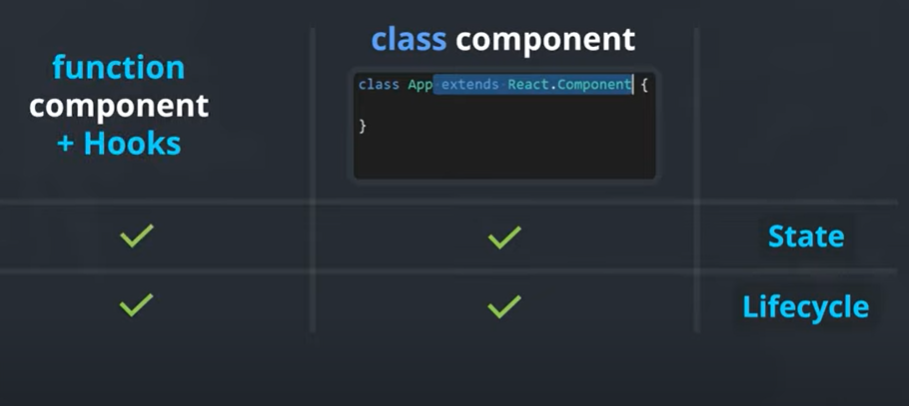 function
component
+ Hooks
class component
class App extends React.Component {
}
State
Lifecycle